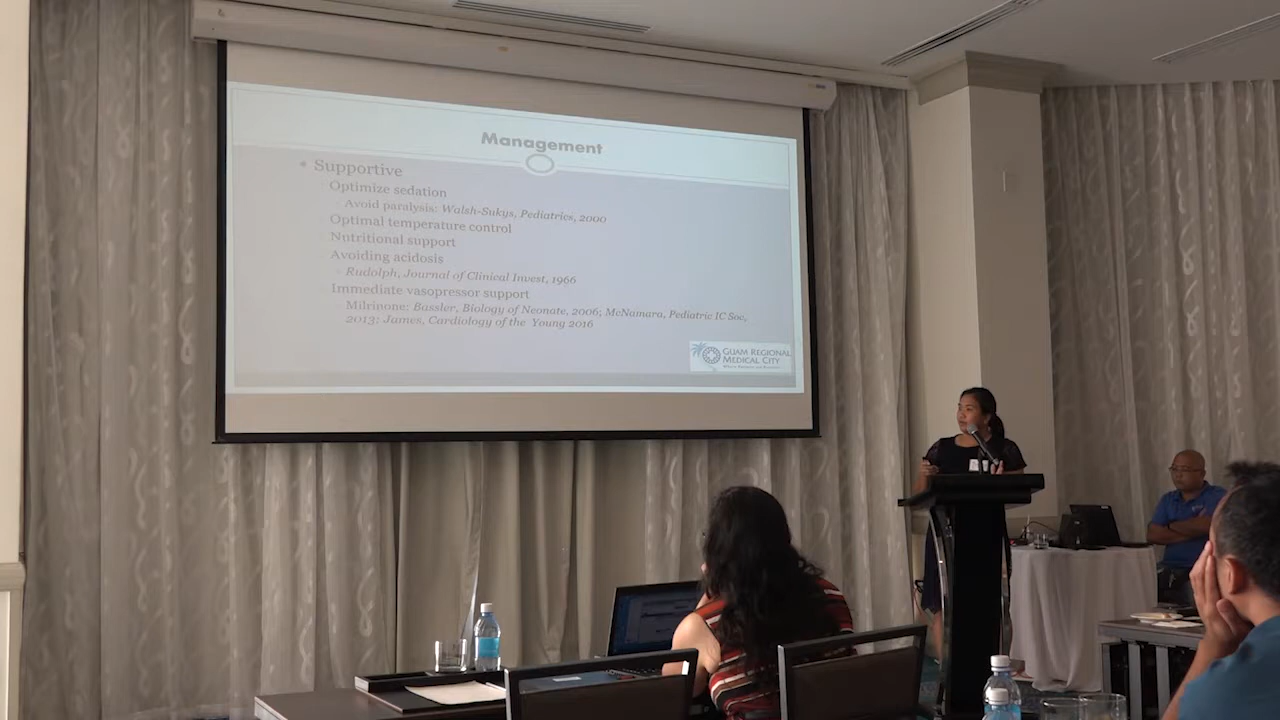 Management
Supportive
Optimize sedation
Avoid paralysis: Walsh-Sukys, Pediatrics, 2000
Optimal temperature control
Nutritional support
Avoiding acidosis
Rudolph, Journal of Clinical Invest, 1966
Immediate vasopressor support
Milrinone: Bassler, Biology of Neonate, 2006; McNamara, Pediatric IC Soc,
2013; James, Cardiology of the Young 2016
GUAM REGIONAL
MEDICAL CITY